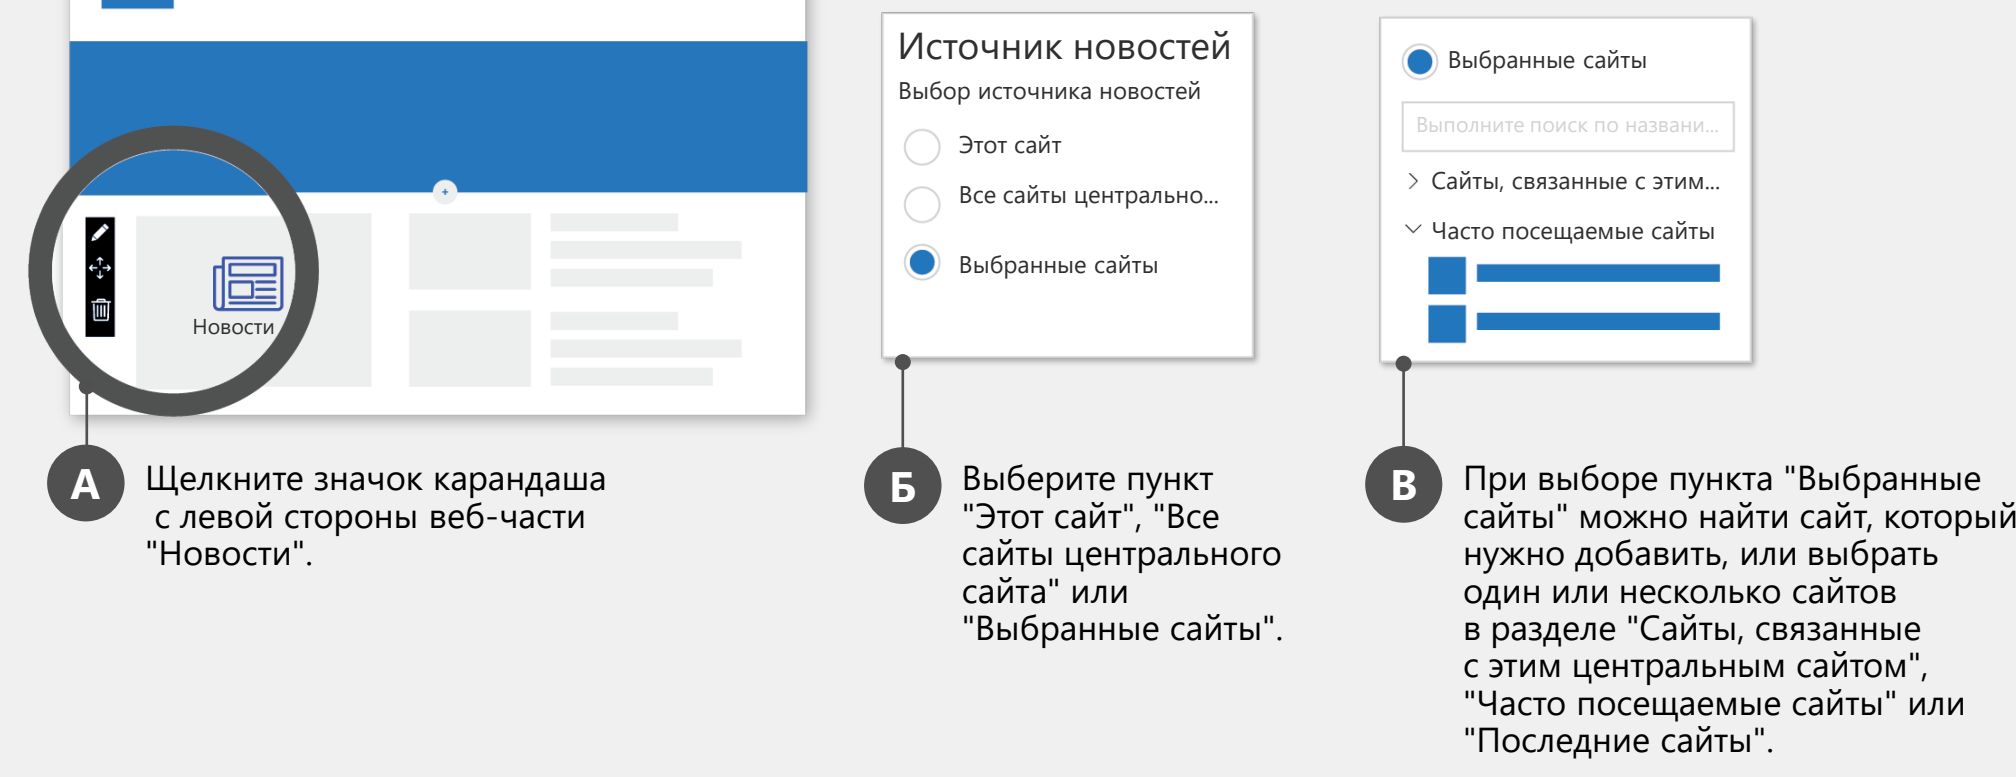 Новости
А
Щелкните значок карандаша
с левой стороны веб-части
"Новости".
Источник новостей
Выбор источника новостей
Этот сайт
Все сайты центрально...
Выбранные сайты
Б
Выберите пункт
"Этот сайт", "Все
сайты центрального
сайта" или
"Выбранные сайты".
Выбранные сайты
Выполните поиск по названи...
Сайты, связанные с этим...
Часто посещаемые сайты
В
При выборе пункта "Выбранные
сайты" можно найти сайт, который
нужно добавить, или выбрать
один или несколько сайтов
в разделе "Сайты, связанные
с этим центральным сайтом",
"Часто посещаемые сайты" или
"Последние сайты".